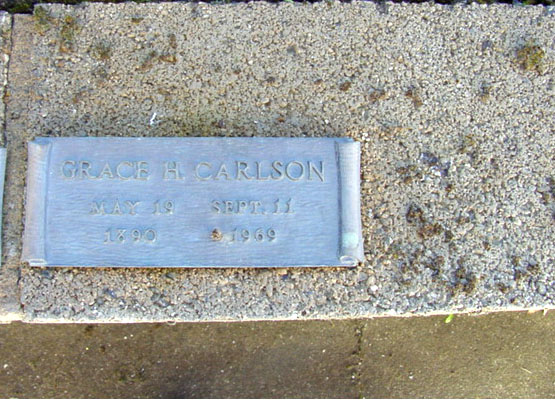 GRACE H. CARLSON
MAY 19 SEPT. 11
1890 1969